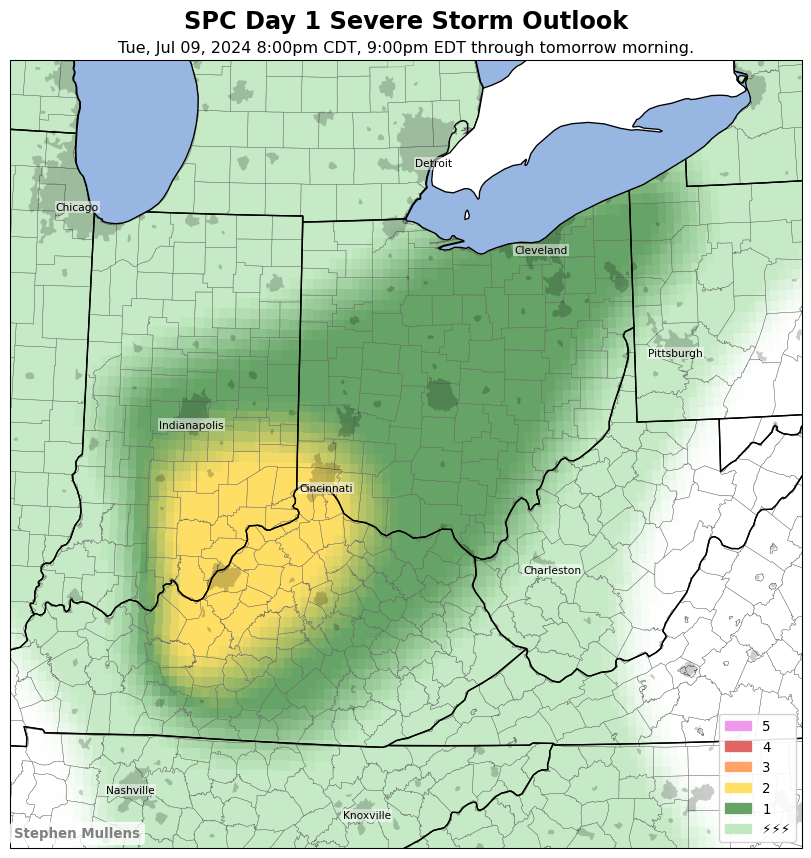 SPC Day 1 Severe Storm Outlook
Tue, Jul 09, 2024 8:00pm CDT, 9:00pm EDT through tomorrow morning.
Detroit
Chicago
Cleveland
Pittsburgh
Indianapolis
Cincinnati
Charleston
Nashville
Knoxville
5
4
3
2
1
⚡⚡⚡
Stephen Mullens